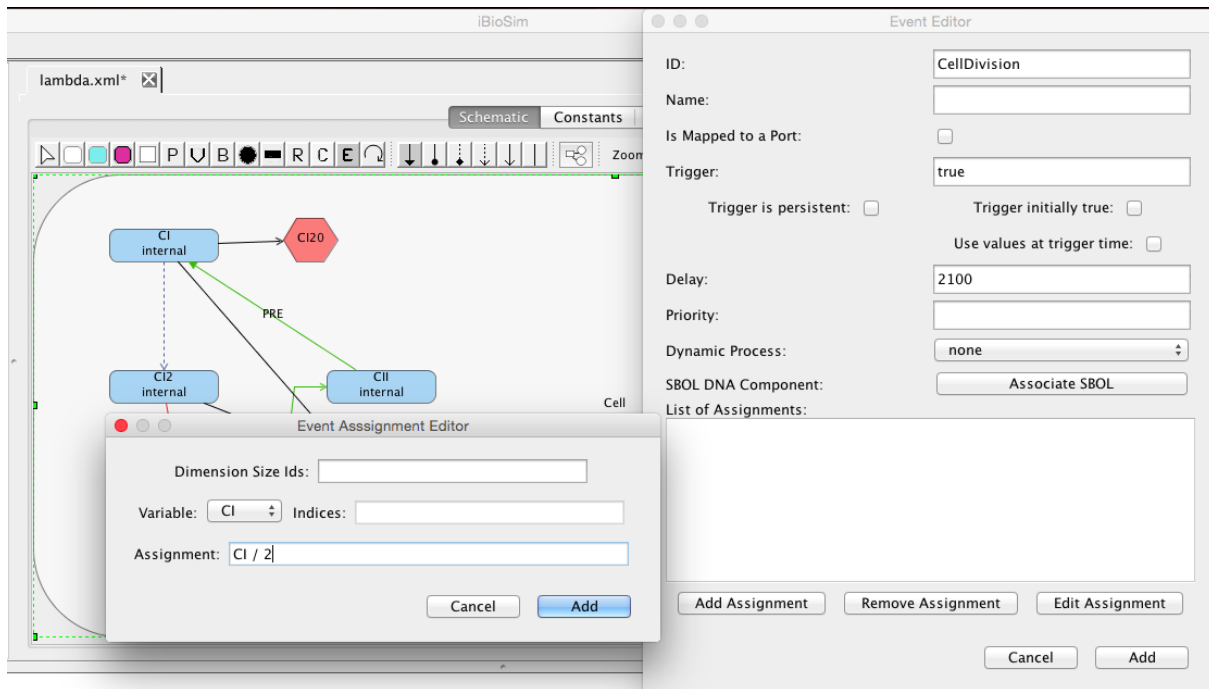 iBioSim
lambda.xml*
Schematic Constants
P V B R C E Zoom
CI
internal
CI20
PRE
CI2
internal
CII
internal
Cell
Event Asssignment Editor
Dimension Size Ids:
Variable: CI Indices:
Assignment: CI / 2
Cancel Add
Event Editor
ID: CellDivision
Name:
Is Mapped to a Port:
Trigger: true
Trigger is persistent: Trigger initially true:
Use values at trigger time:
Delay: 2100
Priority:
Dynamic Process: none
SBOL DNA Component: Associate SBOL
List of Assignments:
Add Assignment Remove Assignment Edit Assignment
Cancel Add